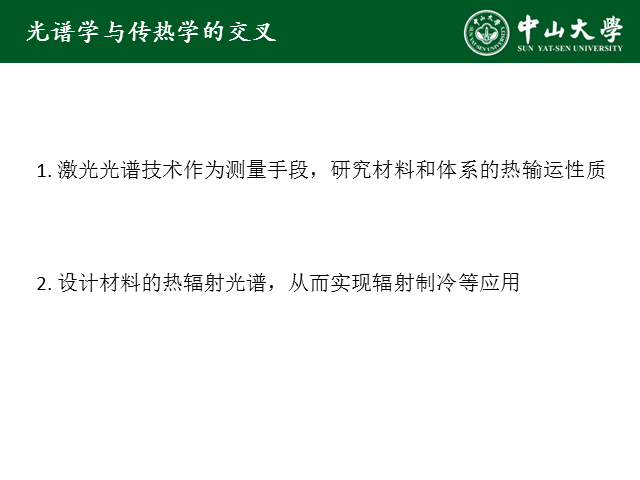 光谱学与传热学的交叉
中山大學
SUN YAT-SEN UNIVERSITY
1. 激光光谱技术作为测量手段，研究材料和体系的热输运性质
2. 设计材料的热辐射光谱，从而实现辐射制冷等应用